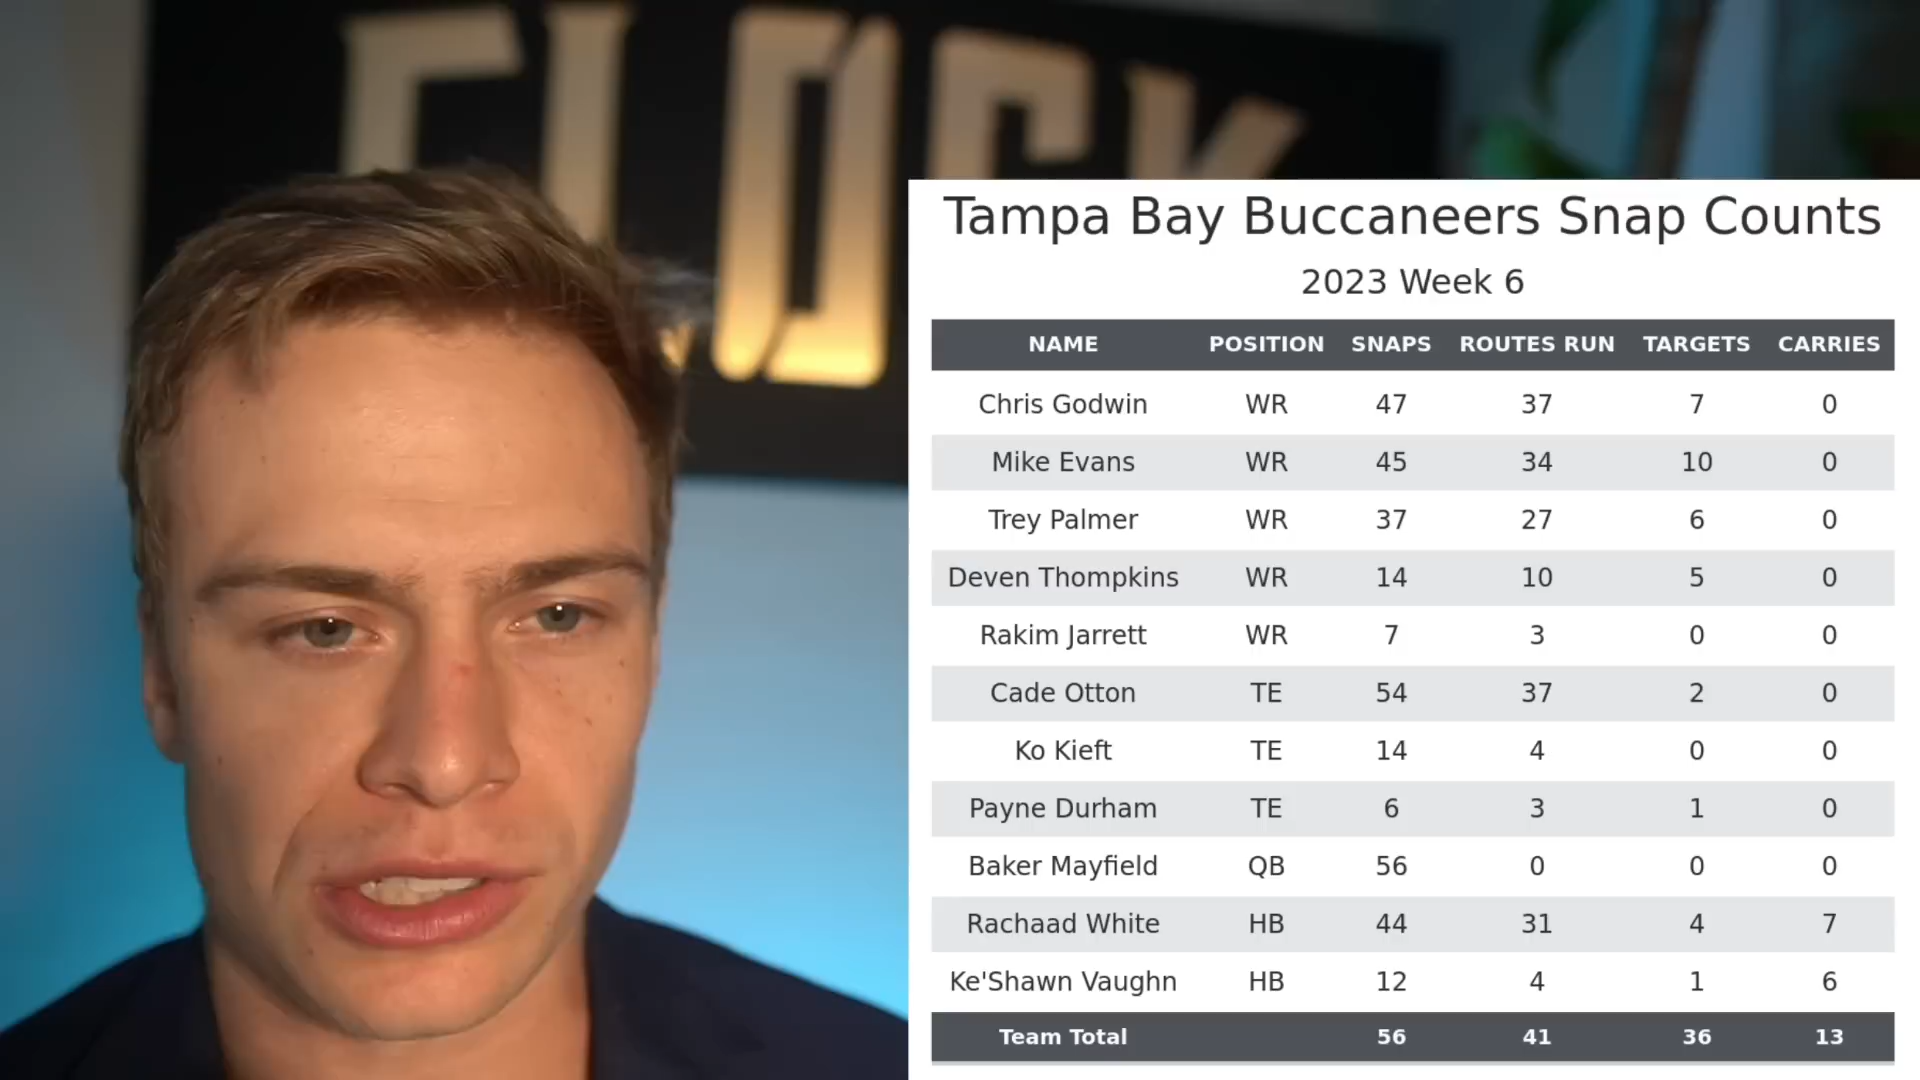 FLOCK
Tampa Bay Buccaneers Snap Counts
2023 Week 6
NAME POSITION SNAPS ROUTES RUN TARGETS CARRIES
Chris Godwin WR 47 37 7 0
Mike Evans WR 45 34 10 0
Trey Palmer WR 37 27 6 0
Deven Thompkins WR 14 10 5 0
Rakim Jarrett WR 7 3 0 0
Cade Otton TE 54 37 2 0
Ko Kieft TE 14 4 0 0
Payne Durham TE 6 3 1 0
Baker Mayfield QB 56 0 0 0
Rachaad White HB 44 31 4 7
Ke'Shawn Vaughn HB 12 4 1 6
Team Total 56 41 36 13